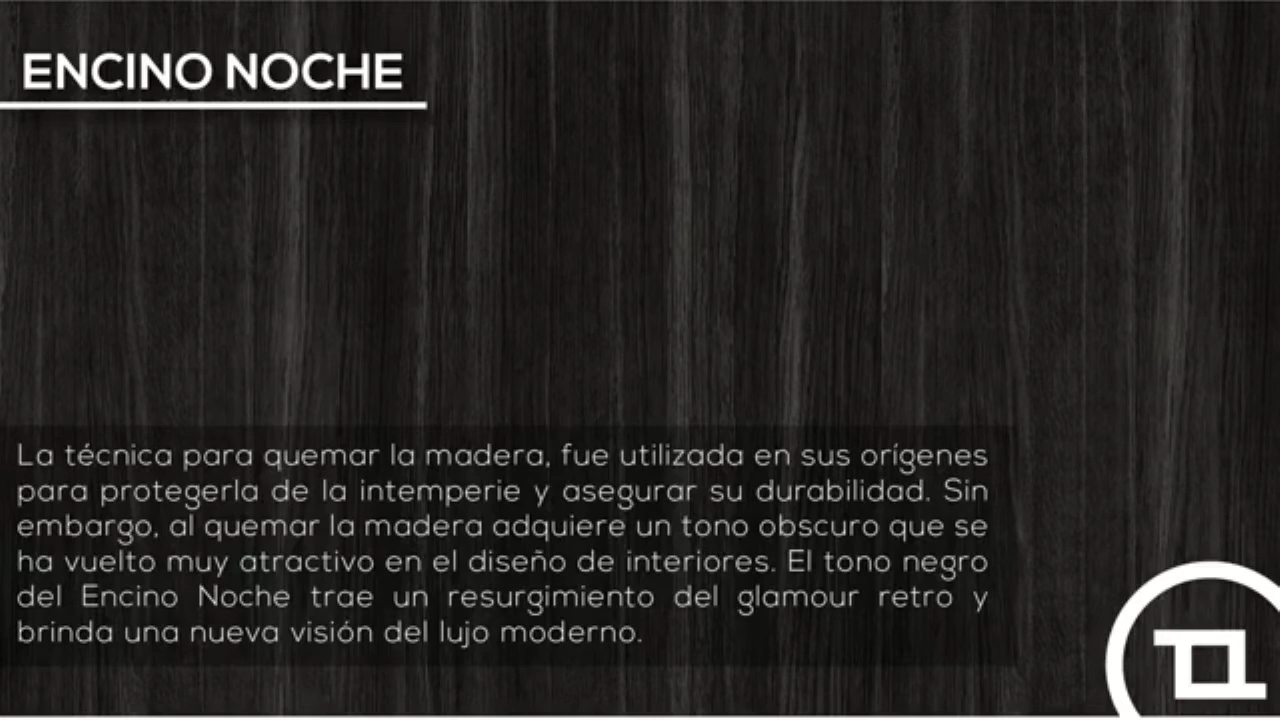 ENCINO NOCHE
La técnica para quemar la madera, fue utilizada en sus orígenes
para protegerla de la intemperie y asegurar su durabilidad. Sin
embargo, al quemar la madera adquiere un tono obscuro que se
ha vuelto muy atractivo en el diseño de interiores. El tono negro
del Encino Noche trae un resurgimiento del glamour retro y
brinda una nueva visión del lujo moderno.